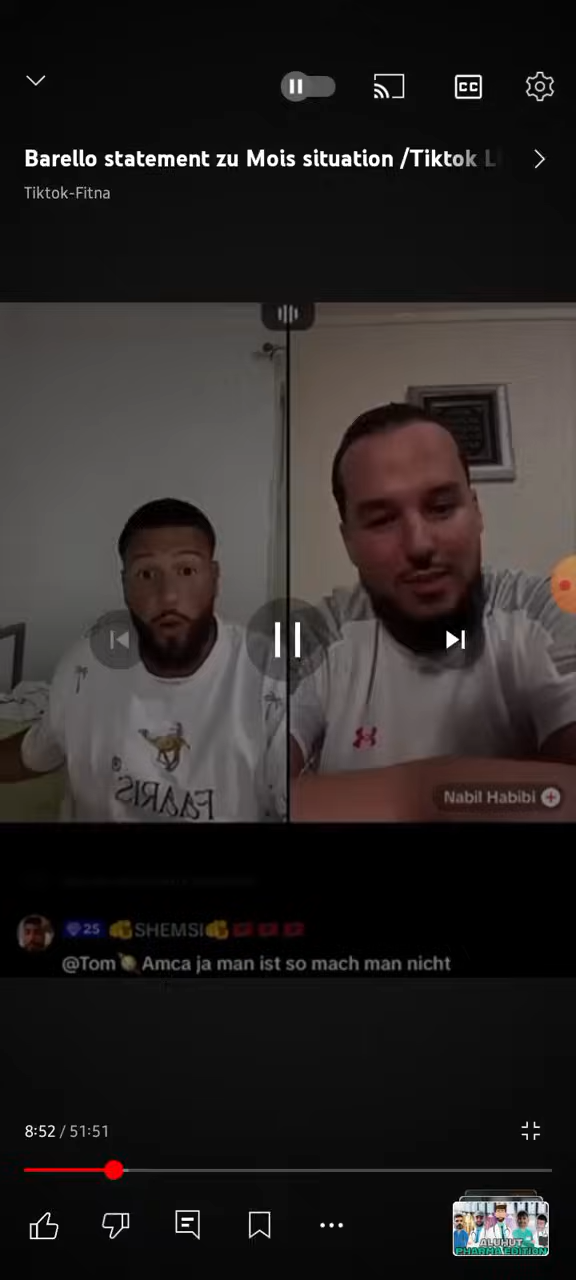 CC
Barello statement zu Mois situation /Tiktok L
Tiktok-Fitna
FAARIS
Nabil Habibi
25 SHEMSI
@Tom Amca ja man ist so mach man nicht
8:52 / 51:51
ALUHUT
PHARMA EDITION